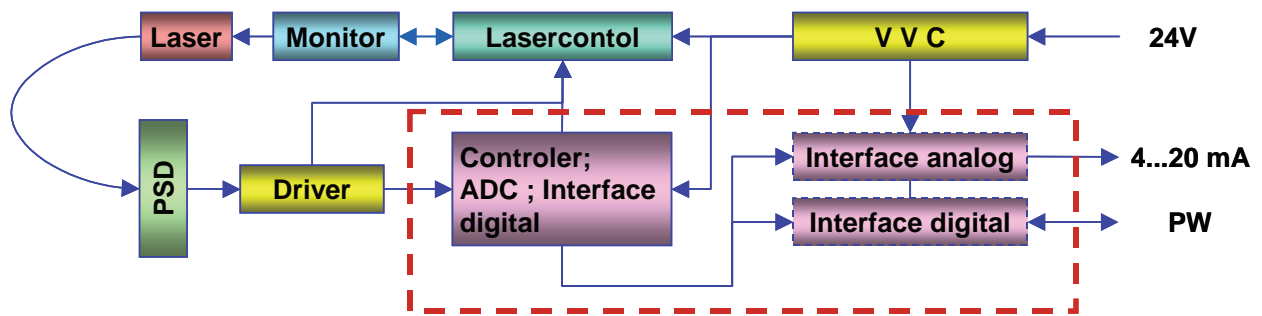 Laser
Monitor
Lasercontol
V V C
24V
PSD
Driver
Controler;
ADC ; Interface
digital
Interface analog
4...20 mA
Interface digital
PW